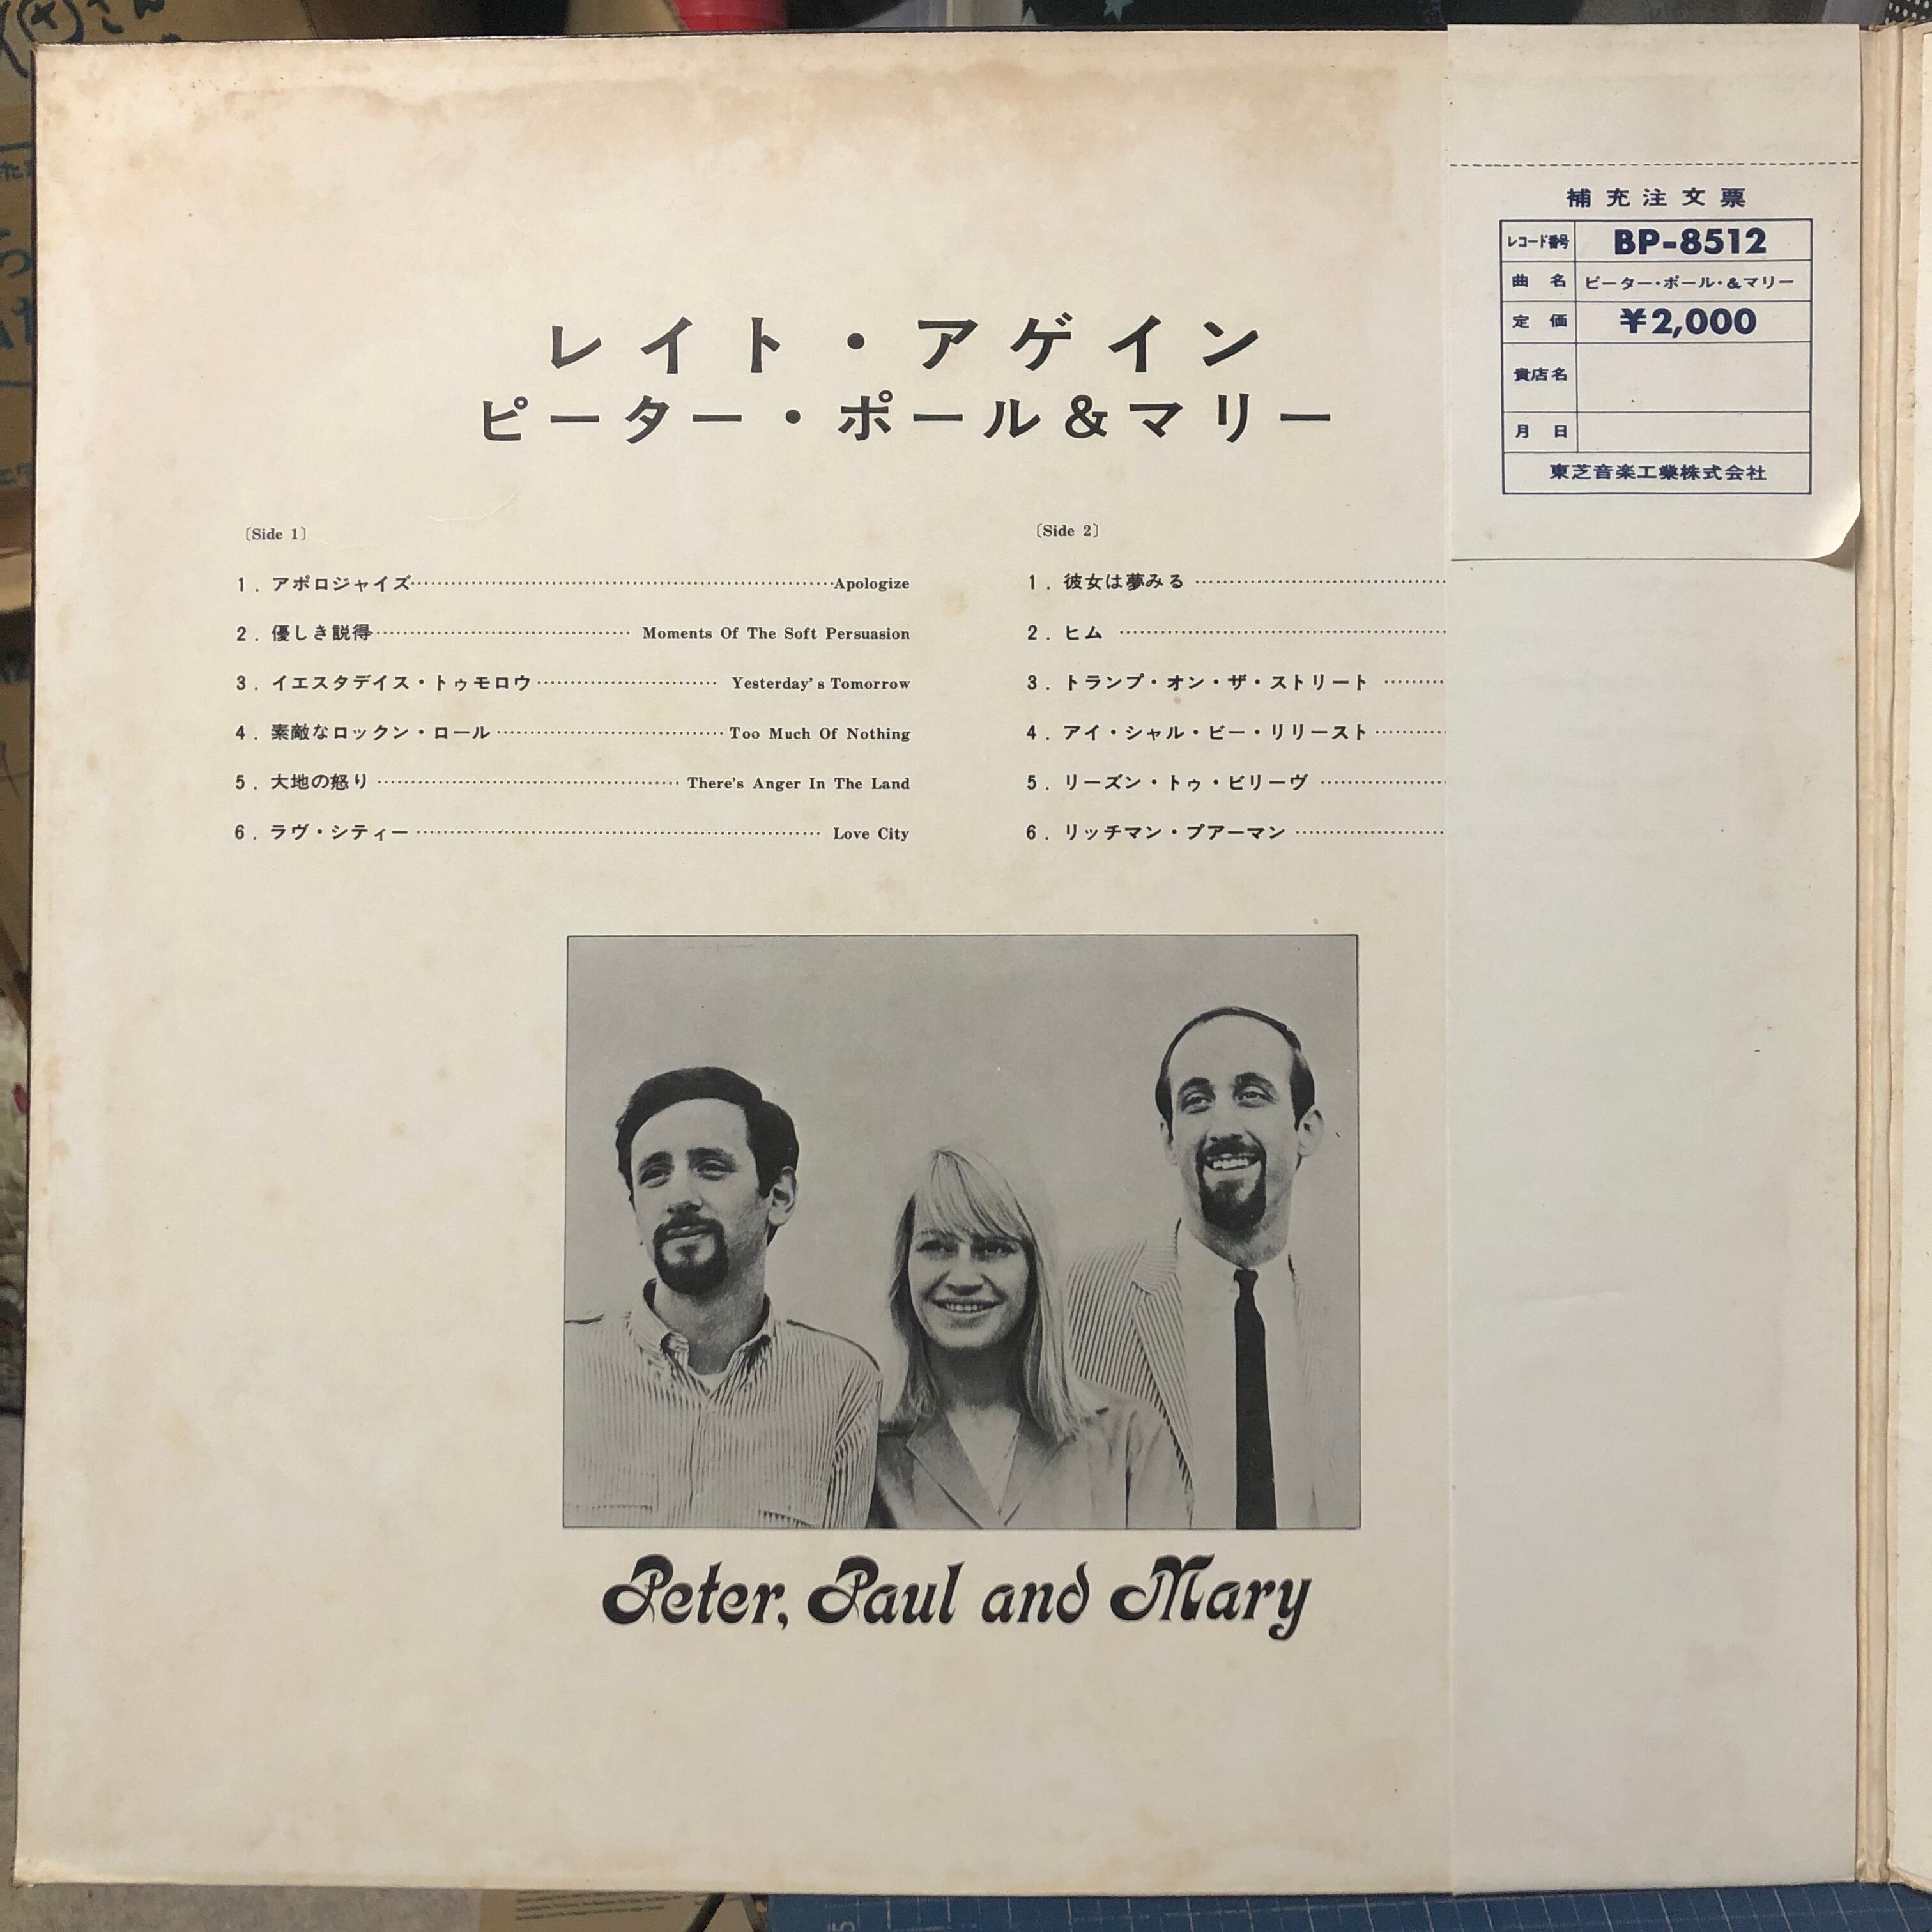 補充注文票
レコード番号 BP-8512
曲名 ピーター・ポール・&マリー
定価 ¥2,000
貴店名
月日
東芝音楽工業株式会社
レイト・アゲイン
ピーター・ポール&マリー
〔Side 1〕
1. アポロジャイズ Apologize
2. 優しき説得 Moments Of The Soft Persuasion
3. イエスタデイス・トゥモロウ Yesterday's Tomorrow
4. 素敵なロックン・ロール Too Much Of Nothing
5. 大地の怒り There's Anger In The Land
6. ラヴ・シティー Love City
〔Side 2〕
1. 彼女は夢みる
2. ヒム
3. トランプ・オン・ザ・ストリート
4. アイ・シャル・ビー・リリースト
5. リーズン・トゥ・ビリーヴ
6. リッチマン・プアーマン
Peter, Paul and Mary